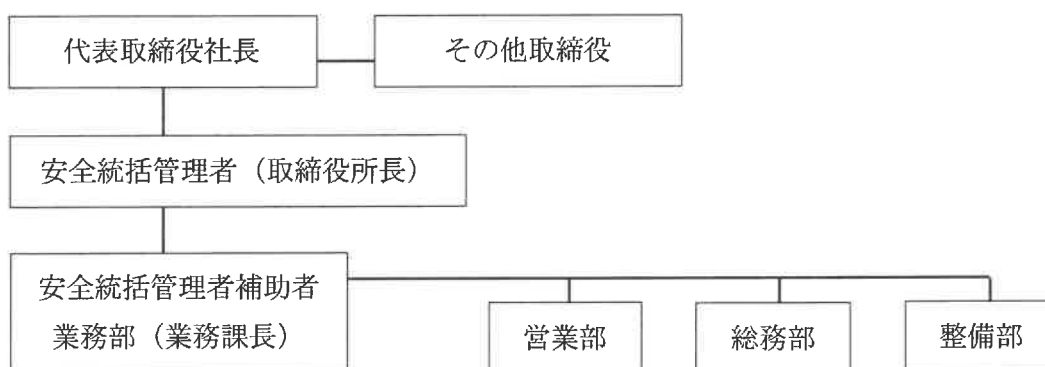 代表取締役社長
その他取締役
安全統括管理者（取締役所長）
安全統括管理者補助者
業務部（業務課長）
営業部
総務部
整備部